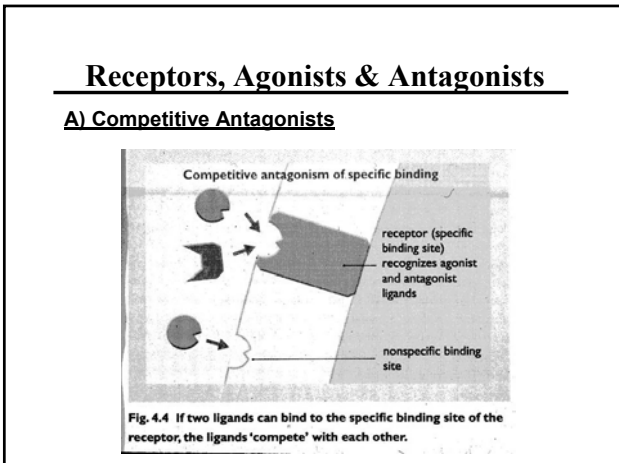 Receptors, Agonists & Antagonists
A) Competitive Antagonists
Competitive antagonism of specific binding
receptor (specific
binding site)
recognizes agonist
and antagonist
ligands
nonspecific binding
site
Fig. 4.4 If two ligands can bind to the specific binding site of the
receptor, the ligands 'compete' with each other.